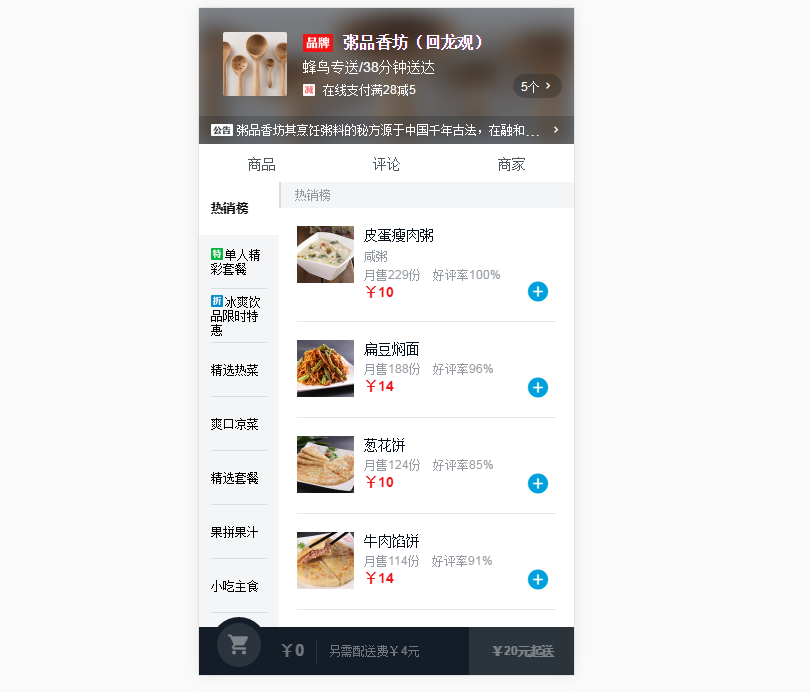 品牌 粥品香坊（回龙观）
蜂鸟专送/38分钟送达
减 在线支付满28减5
5个 >
公告 粥品香坊其烹饪粥料的秘方源于中国千年古法，在融和... >
商品 评论 商家
热销榜
特 单人精
彩套餐
折 冰爽饮
品限时特
惠
精选热菜
爽口凉菜
精选套餐
果拼果汁
小吃主食
热销榜
皮蛋瘦肉粥
咸粥
月售229份 好评率100%
￥10
扁豆焖面
月售188份 好评率96%
￥14
葱花饼
月售124份 好评率85%
￥10
牛肉馅饼
月售114份 好评率91%
￥14
￥0 另需配送费￥4元 ￥20元起送